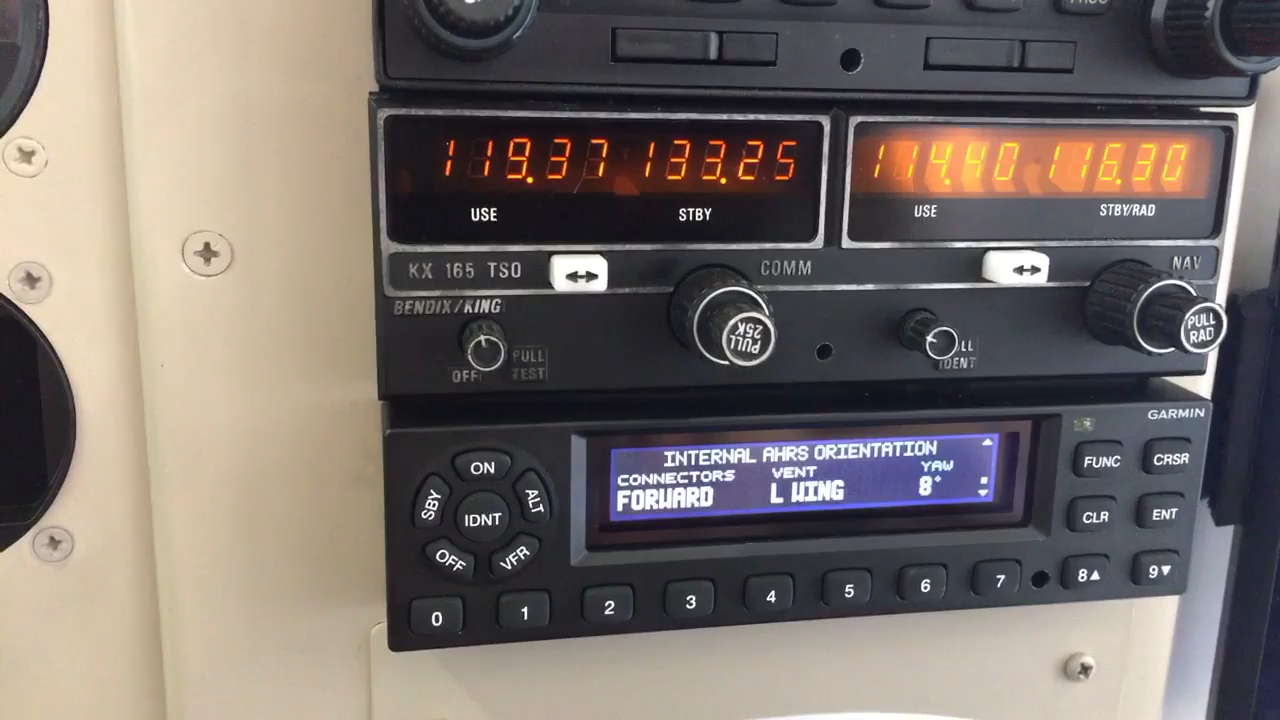 119.37 133.25 114.40 116.30
USE STBY USE STBY/RAD
KX 165 TSO COMM NAV
BENDIX/KING
PULL 25K PULL RAD
OFF PULL TEST IDENT
GARMIN
ON
SBY ALT
IDNT
OFF VFR
INTERNAL AHRS ORIENTATION
CONNECTORS VENT YAW
FORWARD L WING 8°
FUNC CRSR
CLR ENT
0 1 2 3 4 5 6 7 8▲ 9▼